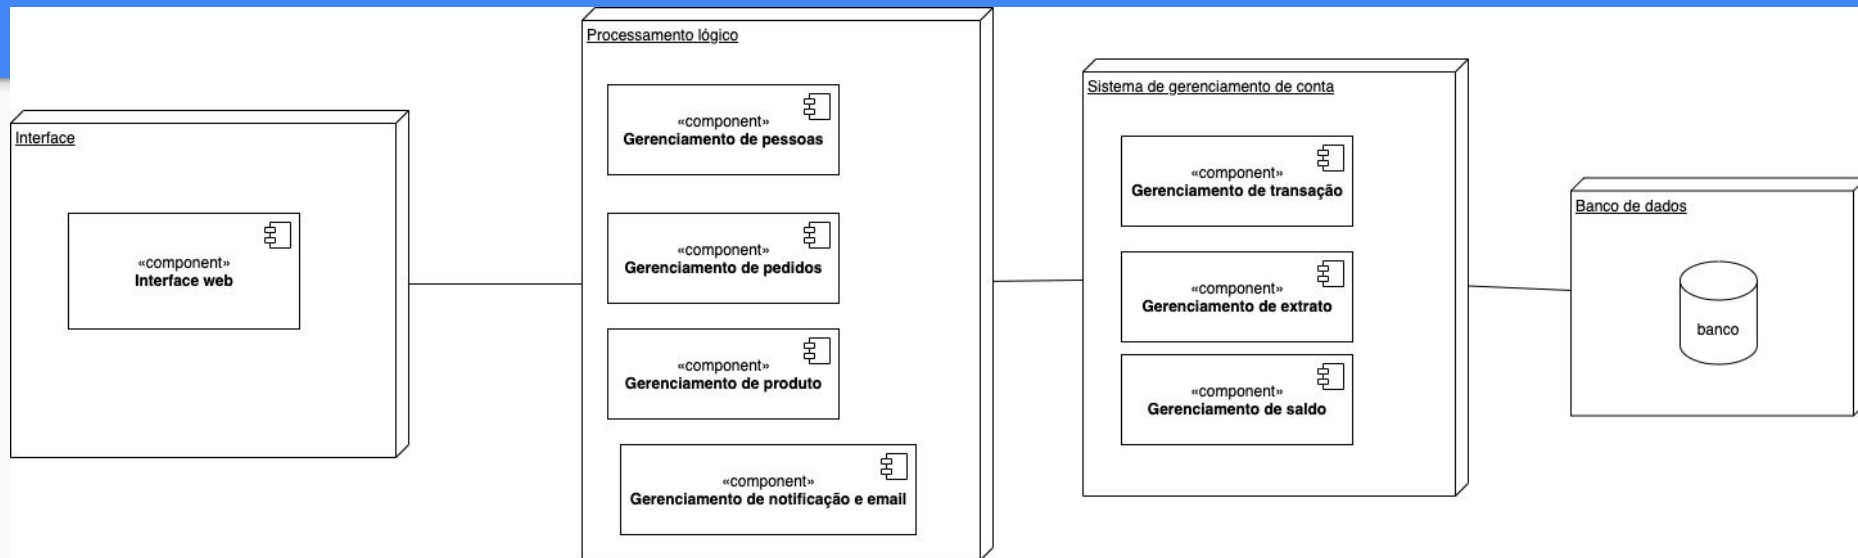 Interface
«component»
Interface web
Processamento lógico
«component»
Gerenciamento de pessoas
«component»
Gerenciamento de pedidos
«component»
Gerenciamento de produto
«component»
Gerenciamento de notificação e email
Sistema de gerenciamento de conta
«component»
Gerenciamento de transação
«component»
Gerenciamento de extrato
«component»
Gerenciamento de saldo
Banco de dados
banco